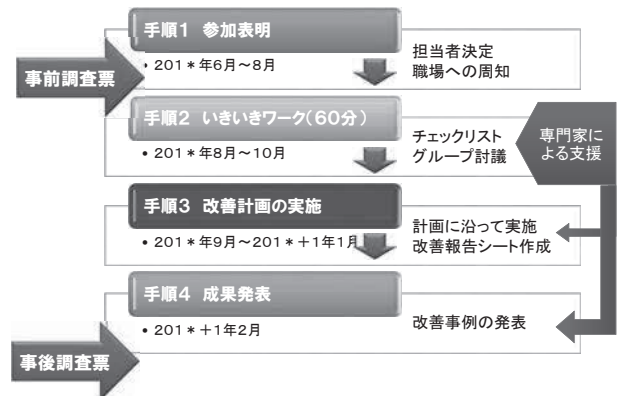 手順1 参加表明
・201*年6月～8月
担当者決定
職場への周知
事前調査票
手順2 いきいきワーク(60分)
・201*年8月～10月
チェックリスト
グループ討議
専門家に
よる支援
手順3 改善計画の実施
・201*年9月～201*+1年1月
計画に沿って実施
改善報告シート作成
手順4 成果発表
・201*+1年2月
改善事例の発表
事後調査票